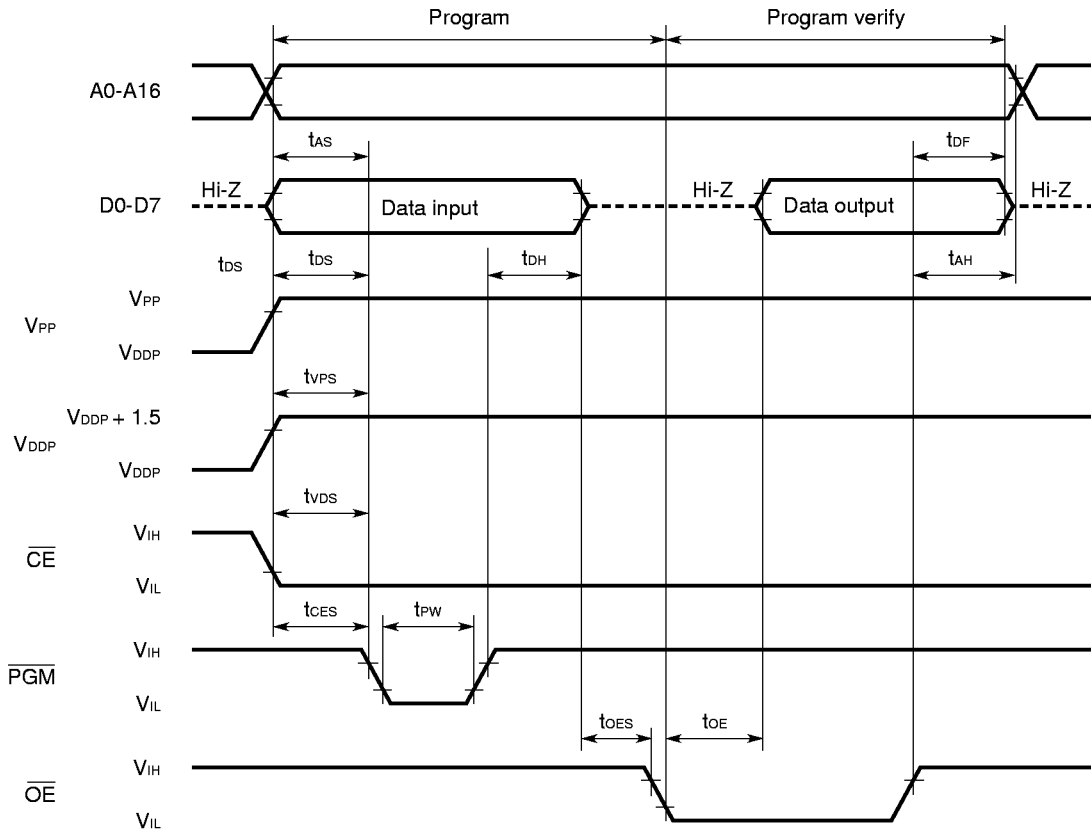 Program Program verify
A0-A16
tAS tDF
Hi-Z Hi-Z Hi-Z
D0-D7 Data input Data output
tDS tDS tDH tAH
VPP
VPP
VDDP
tVPS
VDDP + 1.5
VDDP
VDDP
tVDS
VIH
CE
VIL
tCES tPW
VIH
PGM
VIL
tOES tOE
VIH
OE
VIL